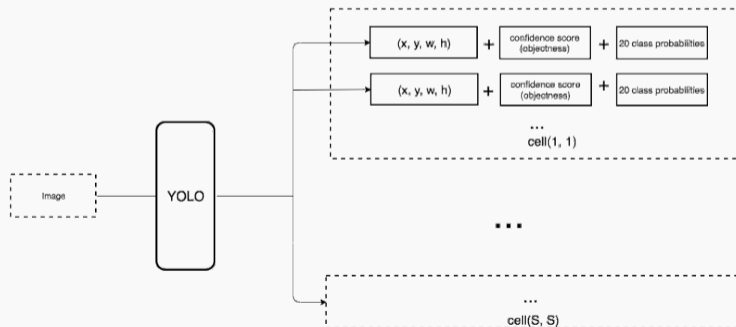 (x, y, w, h) + confidence score (objectness) + 20 class probabilities
(x, y, w, h) + confidence score (objectness) + 20 class probabilities
...
cell(1, 1)
Image
YOLO
...
...
cell(S, S)